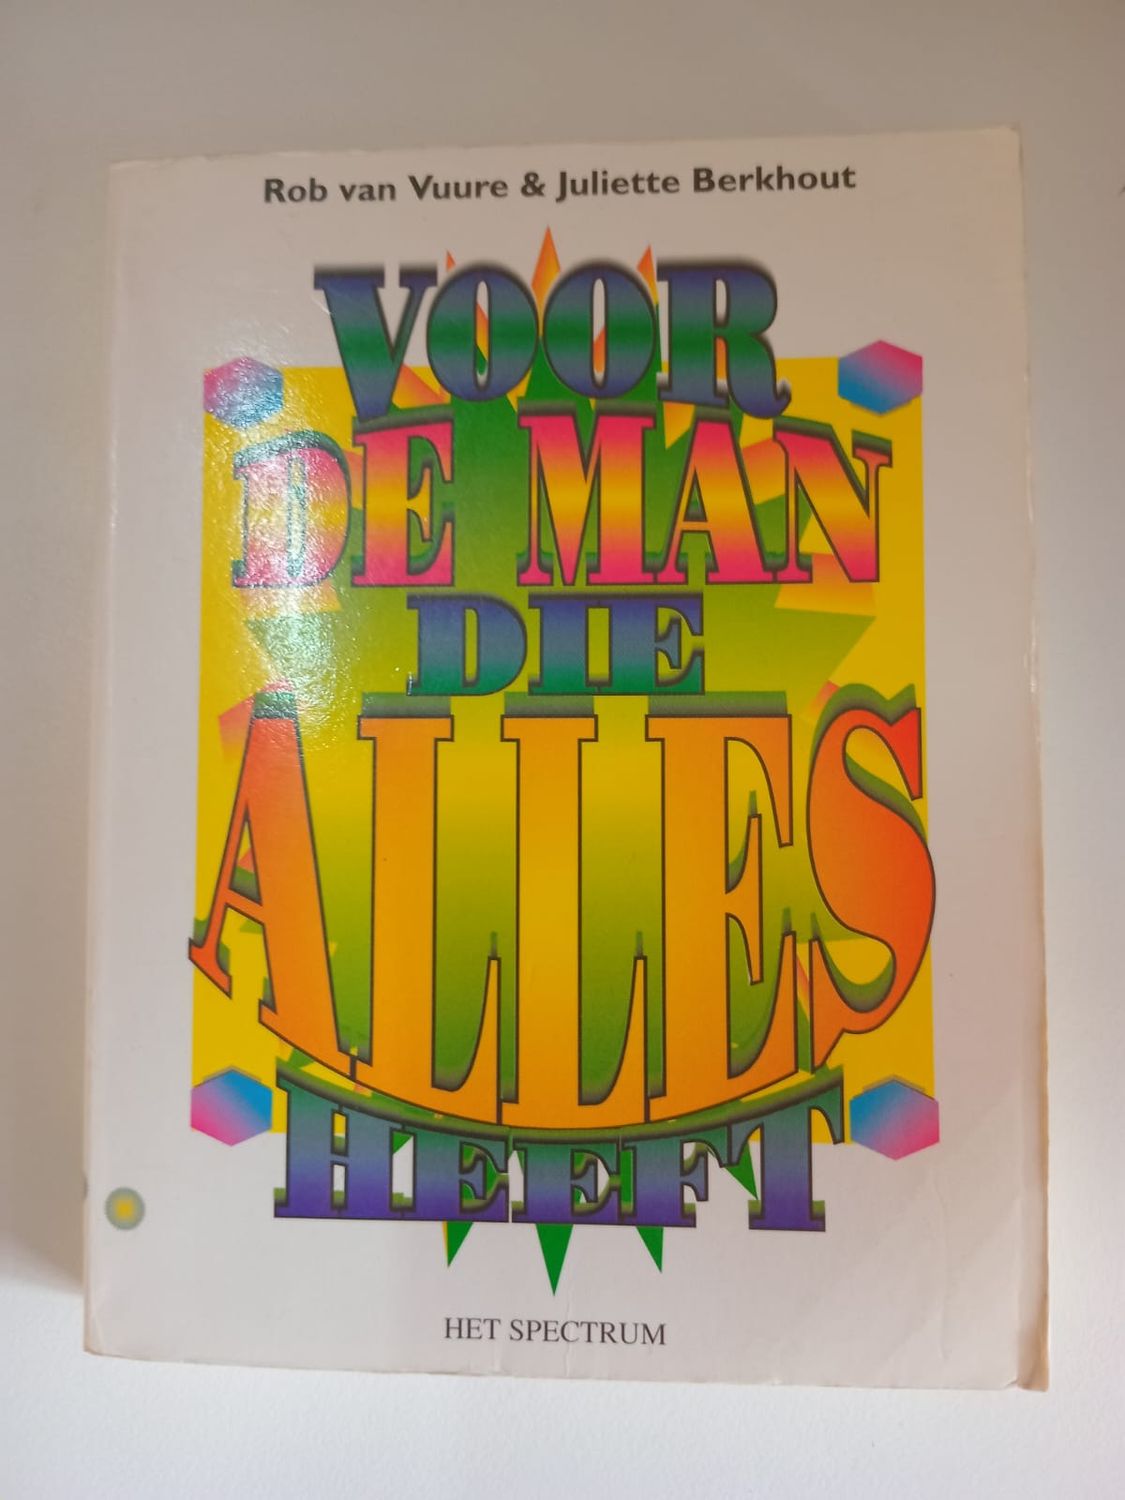 Rob van Vuure & Juliette Berkhout
VOOR
DE MAN
DIE
ALLES
HEEFT
HET SPECTRUM